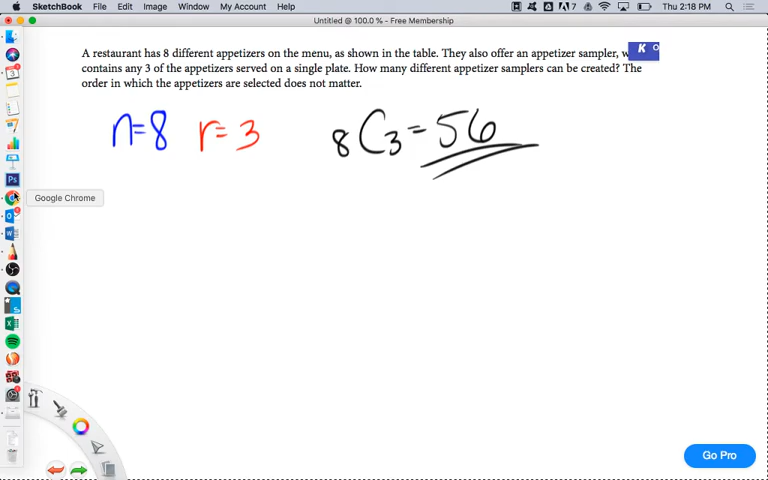 SketchBook File Edit Image Window My Account Help 7 Thu 2:18 PM
Untitled @ 100.0 % - Free Membership
A restaurant has 8 different appetizers on the menu, as shown in the table. They also offer an appetizer sampler, w
K O
contains any 3 of the appetizers served on a single plate. How many different appetizer samplers can be created? The
order in which the appetizers are selected does not matter.
n=8 r=3 8C3=56
Google Chrome
Go Pro